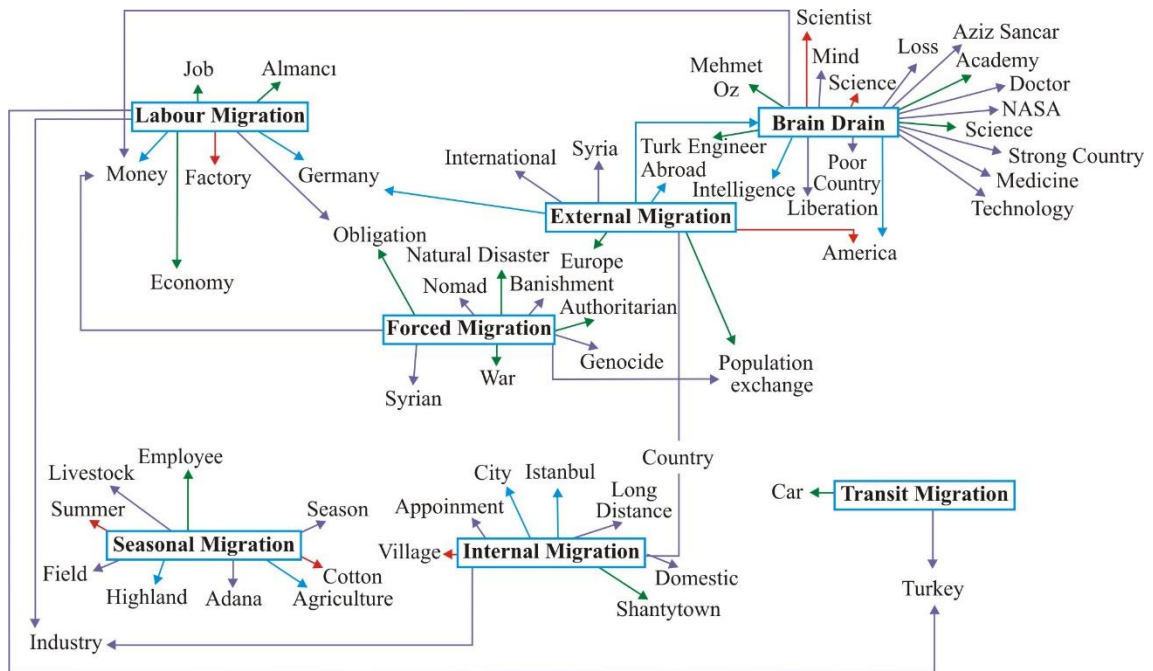 Scientist
Aziz Sancar
Loss
Mind
Academy
Mehmet
Oz
Science
Doctor
NASA
Brain Drain
Science
Turk Engineer
Strong Country
Poor
Country
Intelligence
Medicine
Liberation
Technology
America
Job
Almancı
Labour Migration
Money
Factory
Germany
Economy
International
Syria
Abroad
External Migration
Europe
Obligation
Natural Disaster
Nomad
Banishment
Authoritarian
Forced Migration
Genocide
War
Syrian
Population
exchange
Country
Employee
Livestock
Summer
Season
Seasonal Migration
Field
Cotton
Highland
Adana
Agriculture
City
Istanbul
Long
Distance
Appoinment
Village
Internal Migration
Domestic
Shantytown
Car
Transit Migration
Turkey
Industry